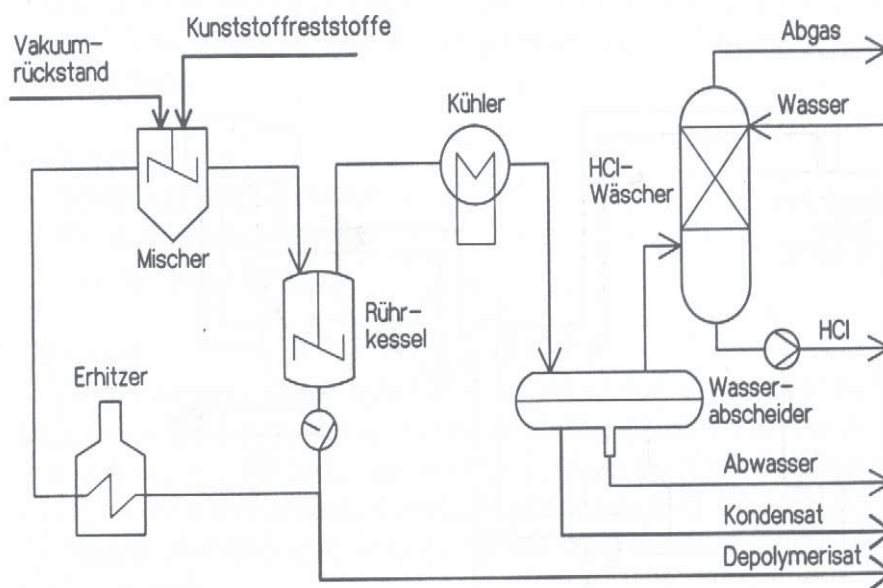 Kunststoffreststoffe
Vakuum-
rückstand
Abgas
Wasser
Kühler
HCl-
Wäscher
Mischer
Rühr-
kessel
HCl
Erhitzer
Wasser-
abscheider
Abwasser
Kondensat
Depolymerisat